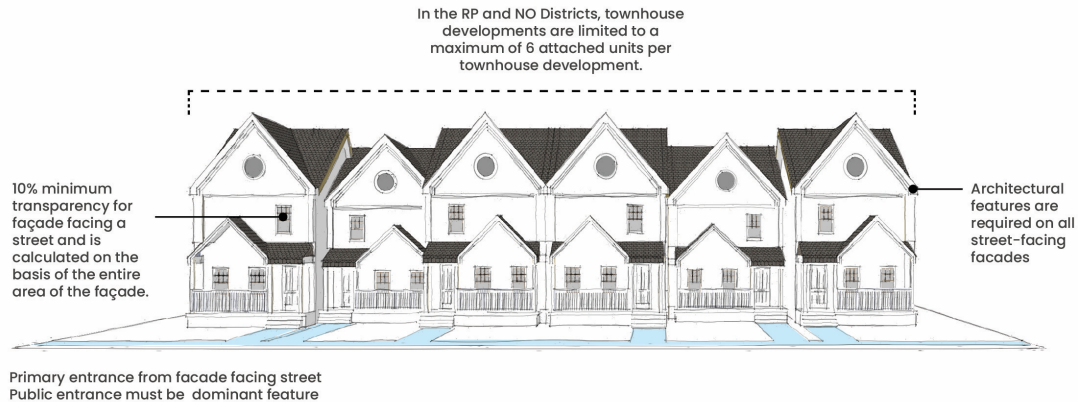 In the RP and NO Districts, townhouse
developments are limited to a
maximum of 6 attached units per
townhouse development.
10% minimum
transparency for
façade facing a
street and is
calculated on the
basis of the entire
area of the façade.
Architectural
features are
required on all
street-facing
facades
Primary entrance from facade facing street
Public entrance must be dominant feature